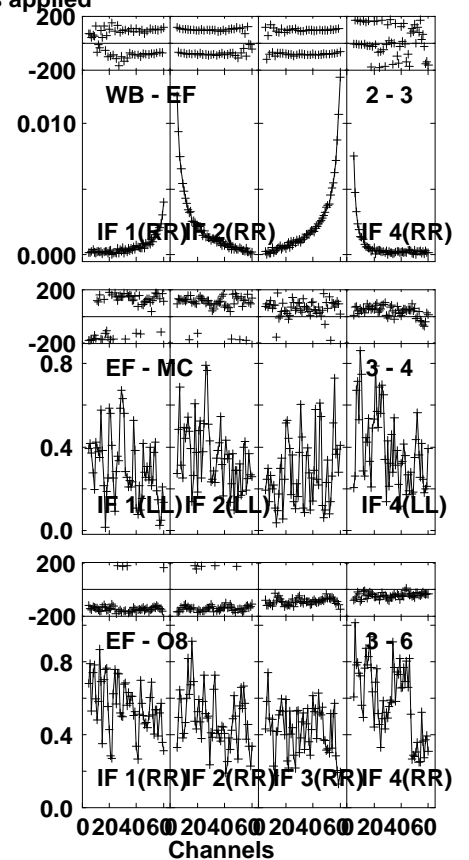 s applied
200
-200
WB - EF 2 - 3
0.010
IF 1(RR) IF 2(RR) IF 4(RR)
0.000
200
-200
EF - MC 3 - 4
0.8
0.4
IF 1(LL) IF 2(LL) IF 4(LL)
0.0
200
-200
EF - O8 3 - 6
0.8
0.4
IF 1(RR) IF 2(RR) IF 3(RR) IF 4(RR)
0.0
0 20 40 60 0 20 40 60 0 20 40 60 0 20 40 60
Channels